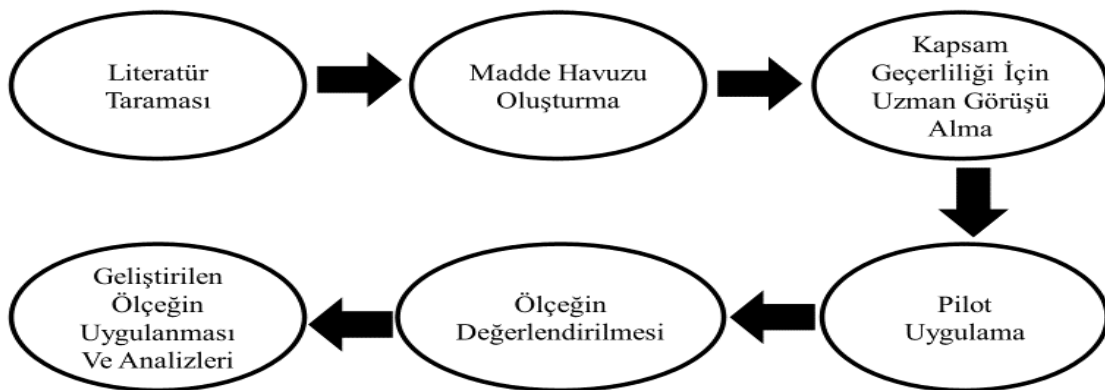 Literatür
Taraması
Madde Havuzu
Oluşturma
Kapsam
Geçerliliği İçin
Uzman Görüşü
Alma
Pilot
Uygulama
Ölçeğin
Değerlendirilmesi
Geliştirilen
Ölçeğin
Uygulanması
Ve Analizleri